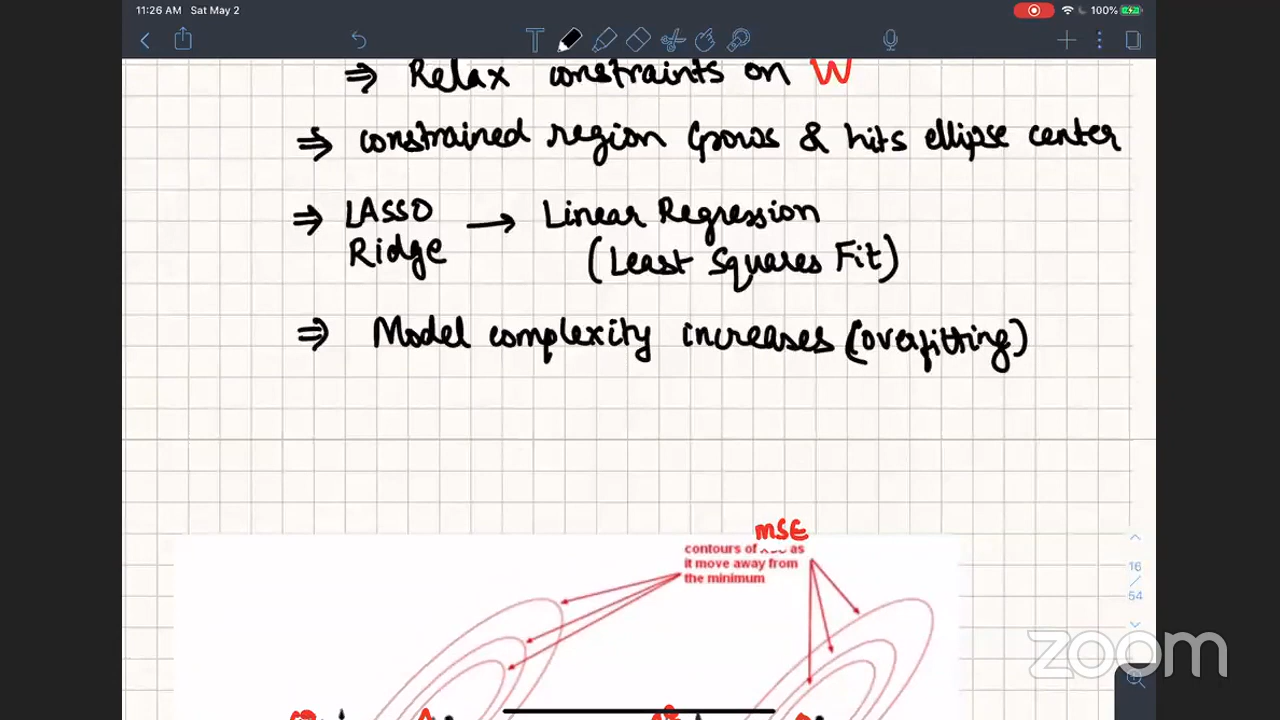 11:26 AM Sat May 2
100%
⇒ Relax constraints on W
⇒ constrained region Grows & hits ellipse center
⇒ LASSO → Linear Regression
Ridge (Least Squares Fit)
⇒ Model complexity increases (overfitting)
MSE
contours of as
it move away from
the minimum
16
/
54
zoom